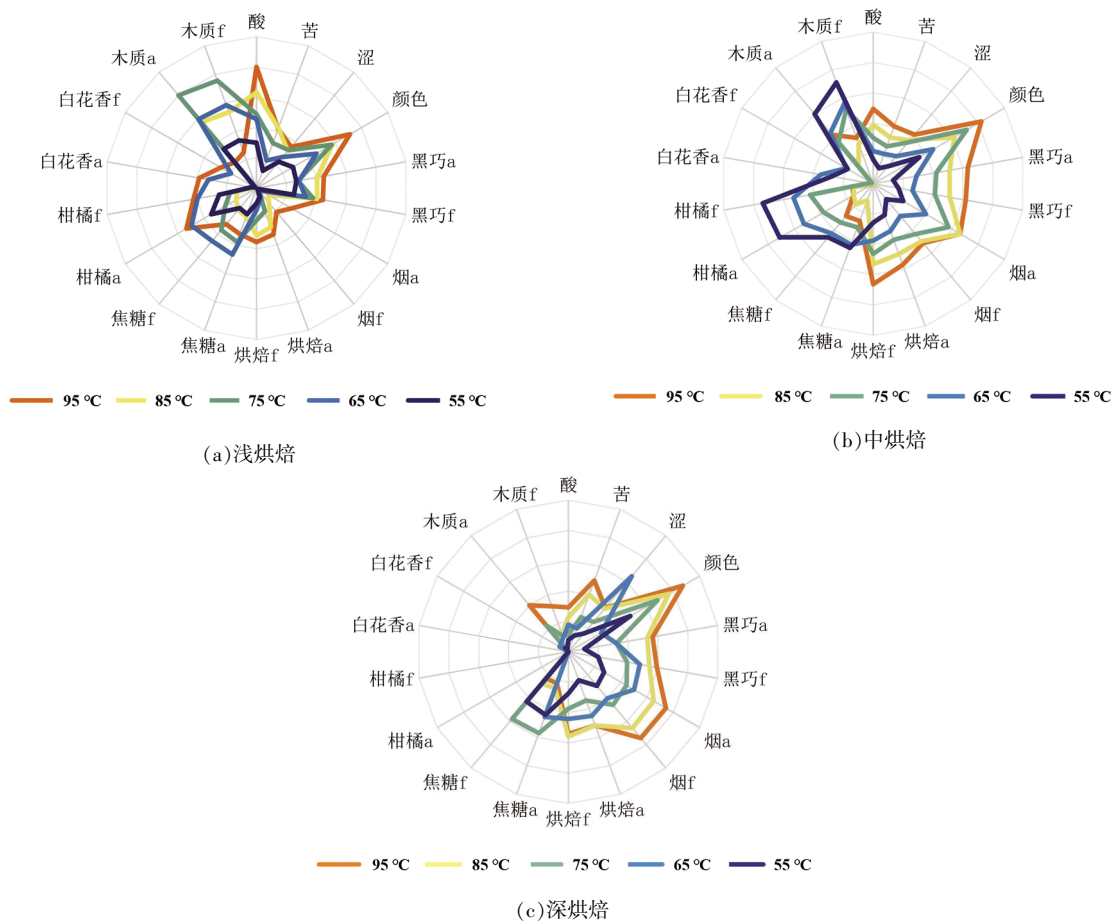 酸
苦
涩
颜色
黑巧a
黑巧f
烟a
烟f
烘焙a
烘焙f
焦糖a
焦糖f
柑橘a
柑橘f
白花香a
白花香f
木质a
木质f
95 ℃ 85 ℃ 75 ℃ 65 ℃ 55 ℃
(a)浅烘焙
酸
苦
涩
颜色
黑巧a
黑巧f
烟a
烟f
烘焙a
烘焙f
焦糖a
焦糖f
柑橘a
柑橘f
白花香a
白花香f
木质a
木质f
95 ℃ 85 ℃ 75 ℃ 65 ℃ 55 ℃
(b)中烘焙
酸
苦
涩
颜色
黑巧a
黑巧f
烟a
烟f
烘焙a
烘焙f
焦糖a
焦糖f
柑橘a
柑橘f
白花香a
白花香f
木质a
木质f
95 ℃ 85 ℃ 75 ℃ 65 ℃ 55 ℃
(c)深烘焙